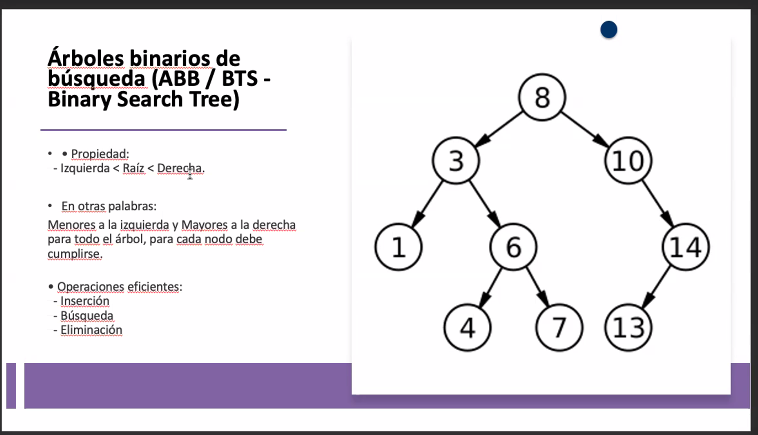 Árboles binarios de
búsqueda (ABB / BTS -
Binary Search Tree)
• • Propiedad:
- Izquierda < Raíz < Derecha.
• En otras palabras:
Menores a la izquierda y Mayores a la derecha
para todo el árbol, para cada nodo debe
cumplirse.
• Operaciones eficientes:
- Inserción
- Búsqueda
- Eliminación
8
3 10
1 6 14
4 7 13